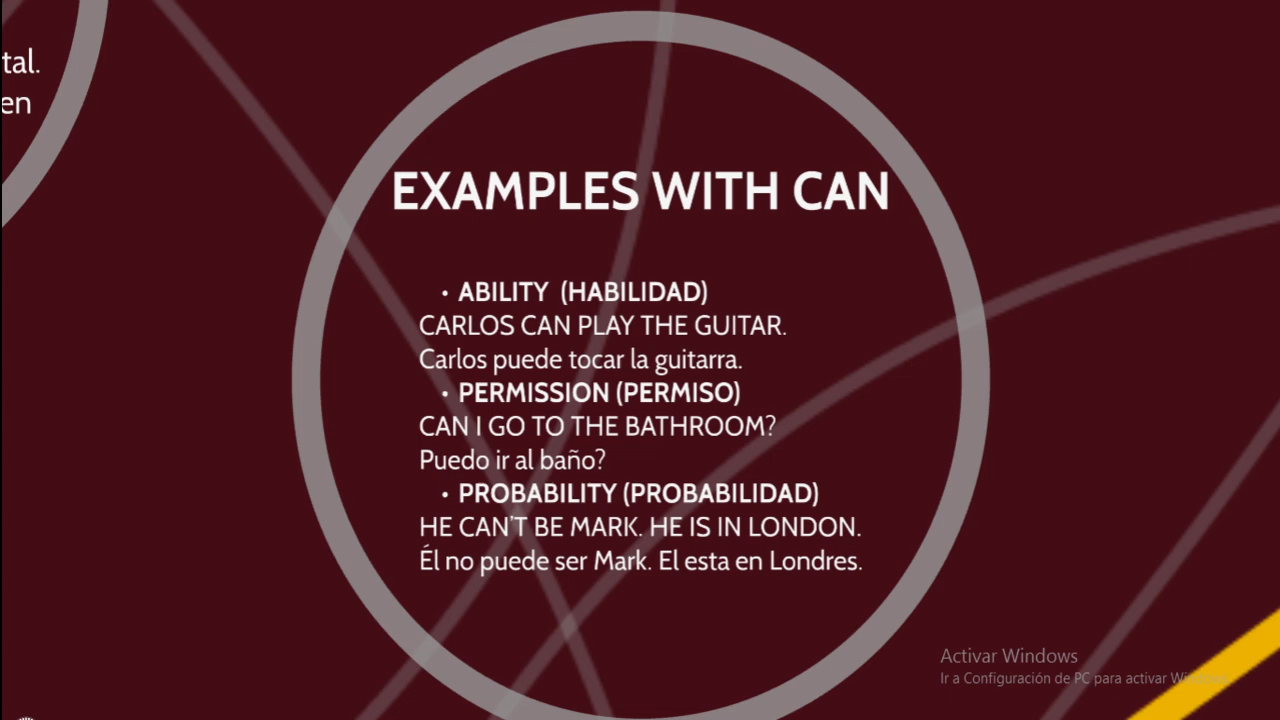 tal.
en
EXAMPLES WITH CAN
• ABILITY (HABILIDAD)
CARLOS CAN PLAY THE GUITAR.
Carlos puede tocar la guitarra.
• PERMISSION (PERMISO)
CAN I GO TO THE BATHROOM?
Puedo ir al baño?
• PROBABILITY (PROBABILIDAD)
HE CAN'T BE MARK. HE IS IN LONDON.
Él no puede ser Mark. El esta en Londres.
Activar Windows
Ir a Configuración de PC para activar Windows.